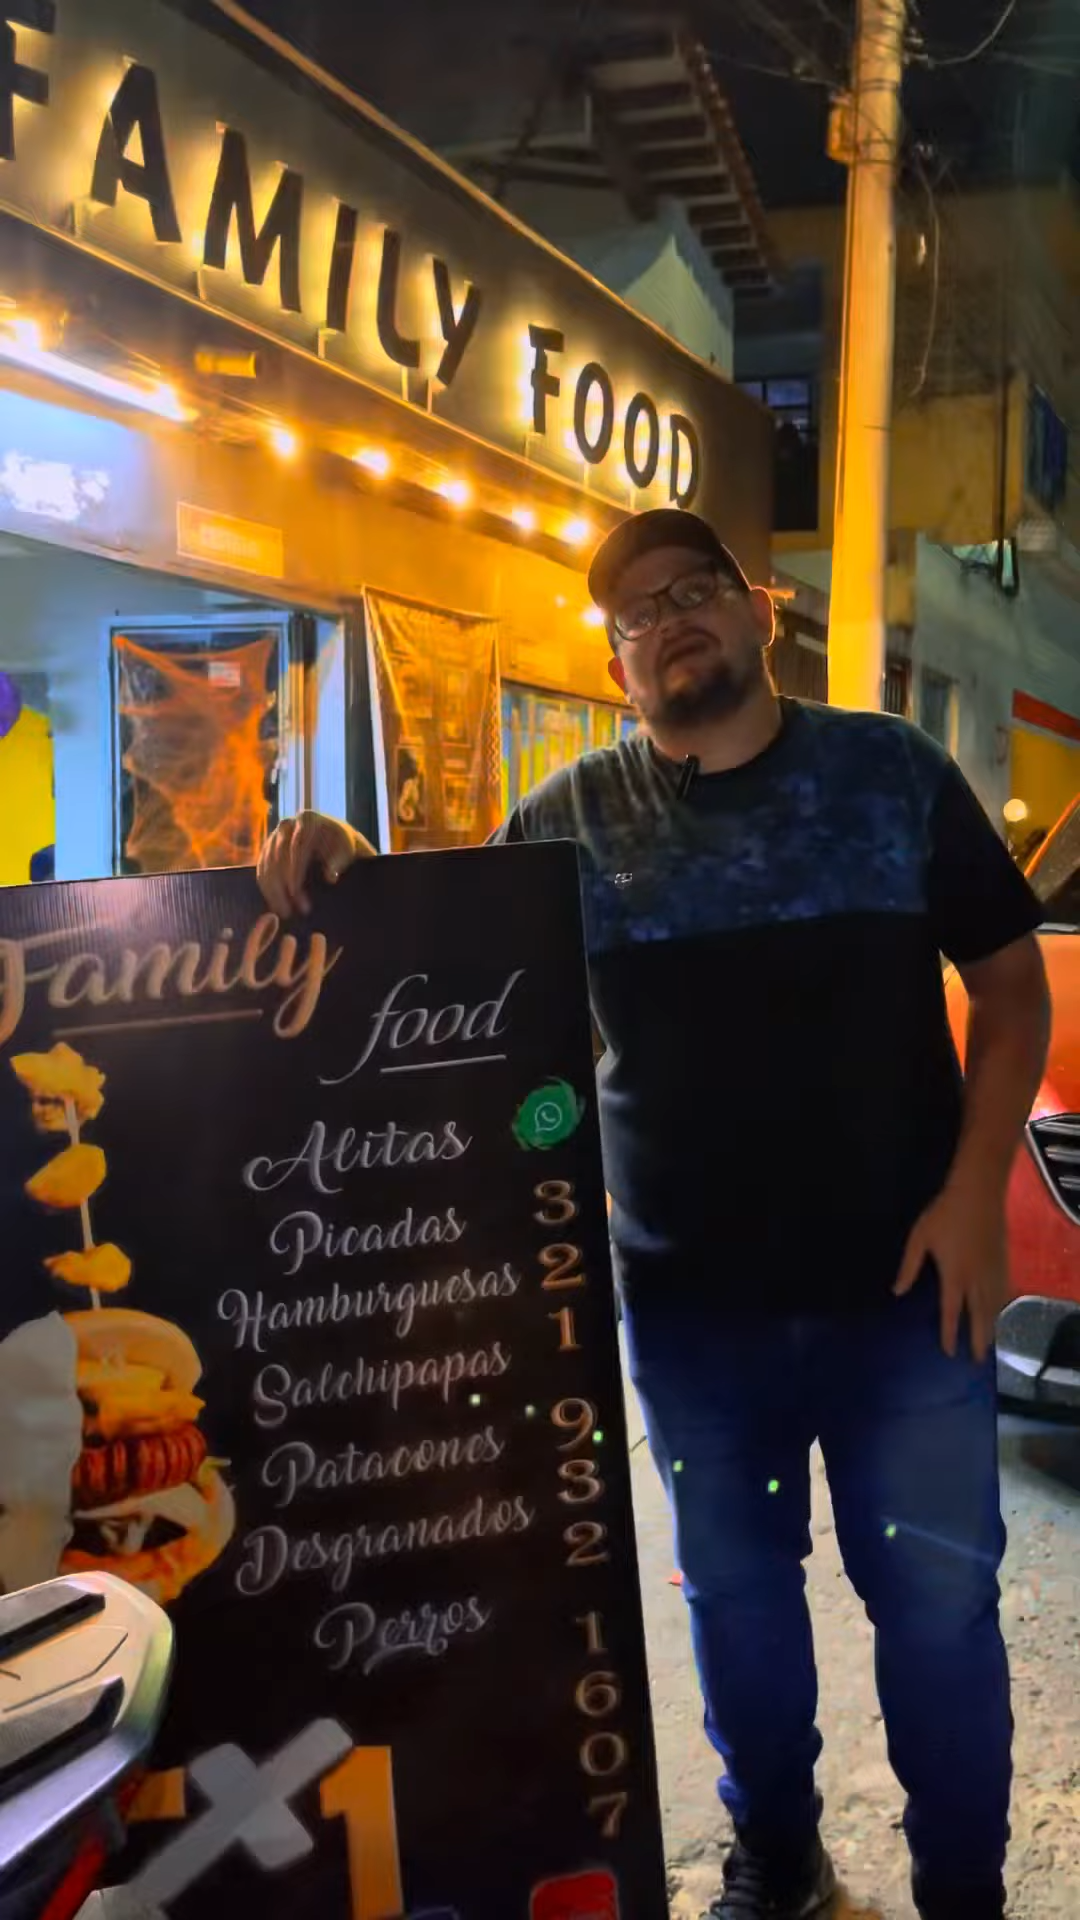 FAMILY FOOD
Family
food
Alitas
Picadas
Hamburguesas
Salchipapas
Patacones
Desgranados
Perros
3
2
1
9
3
2
1
6
0
7
x1